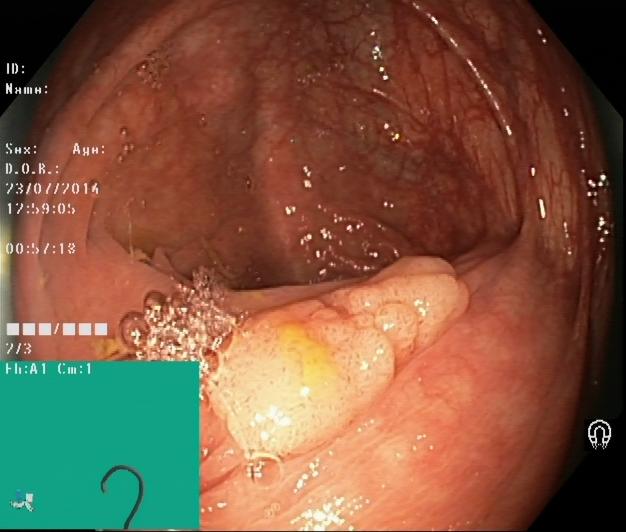 ID:
Name:
Sex: Age:
D.O.R.:
23/07/2014
12:59:05
00:57:18
/
2/3
Eh:A1 Cm:1